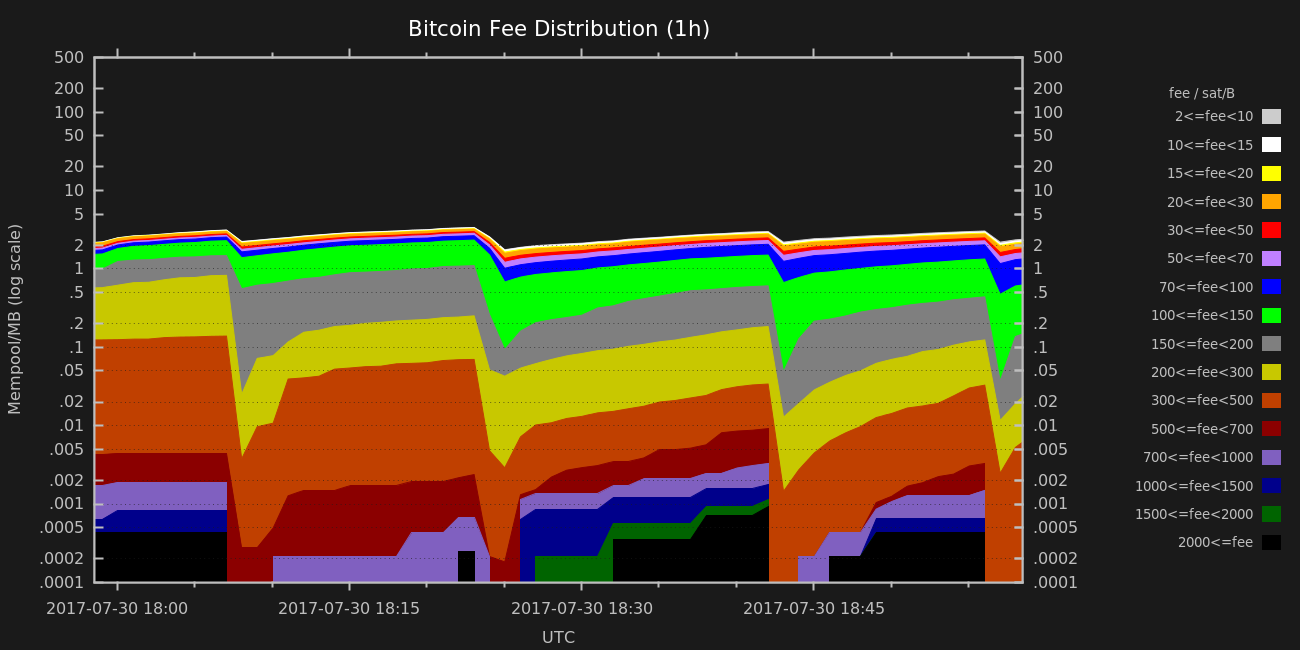 Bitcoin Fee Distribution (1h)
500 500
200 200
100 100
50 50
20 20
10 10
5 5
2 2
1 1
.5 .5
.2 .2
.1 .1
.05 .05
.02 .02
.01 .01
.005 .005
.002 .002
.001 .001
.0005 .0005
.0002 .0002
.0001 .0001
Mempool/MB (log scale)
2017-07-30 18:00 2017-07-30 18:15 2017-07-30 18:30 2017-07-30 18:45
UTC
fee / sat/B
2<=fee<10
10<=fee<15
15<=fee<20
20<=fee<30
30<=fee<50
50<=fee<70
70<=fee<100
100<=fee<150
150<=fee<200
200<=fee<300
300<=fee<500
500<=fee<700
700<=fee<1000
1000<=fee<1500
1500<=fee<2000
2000<=fee